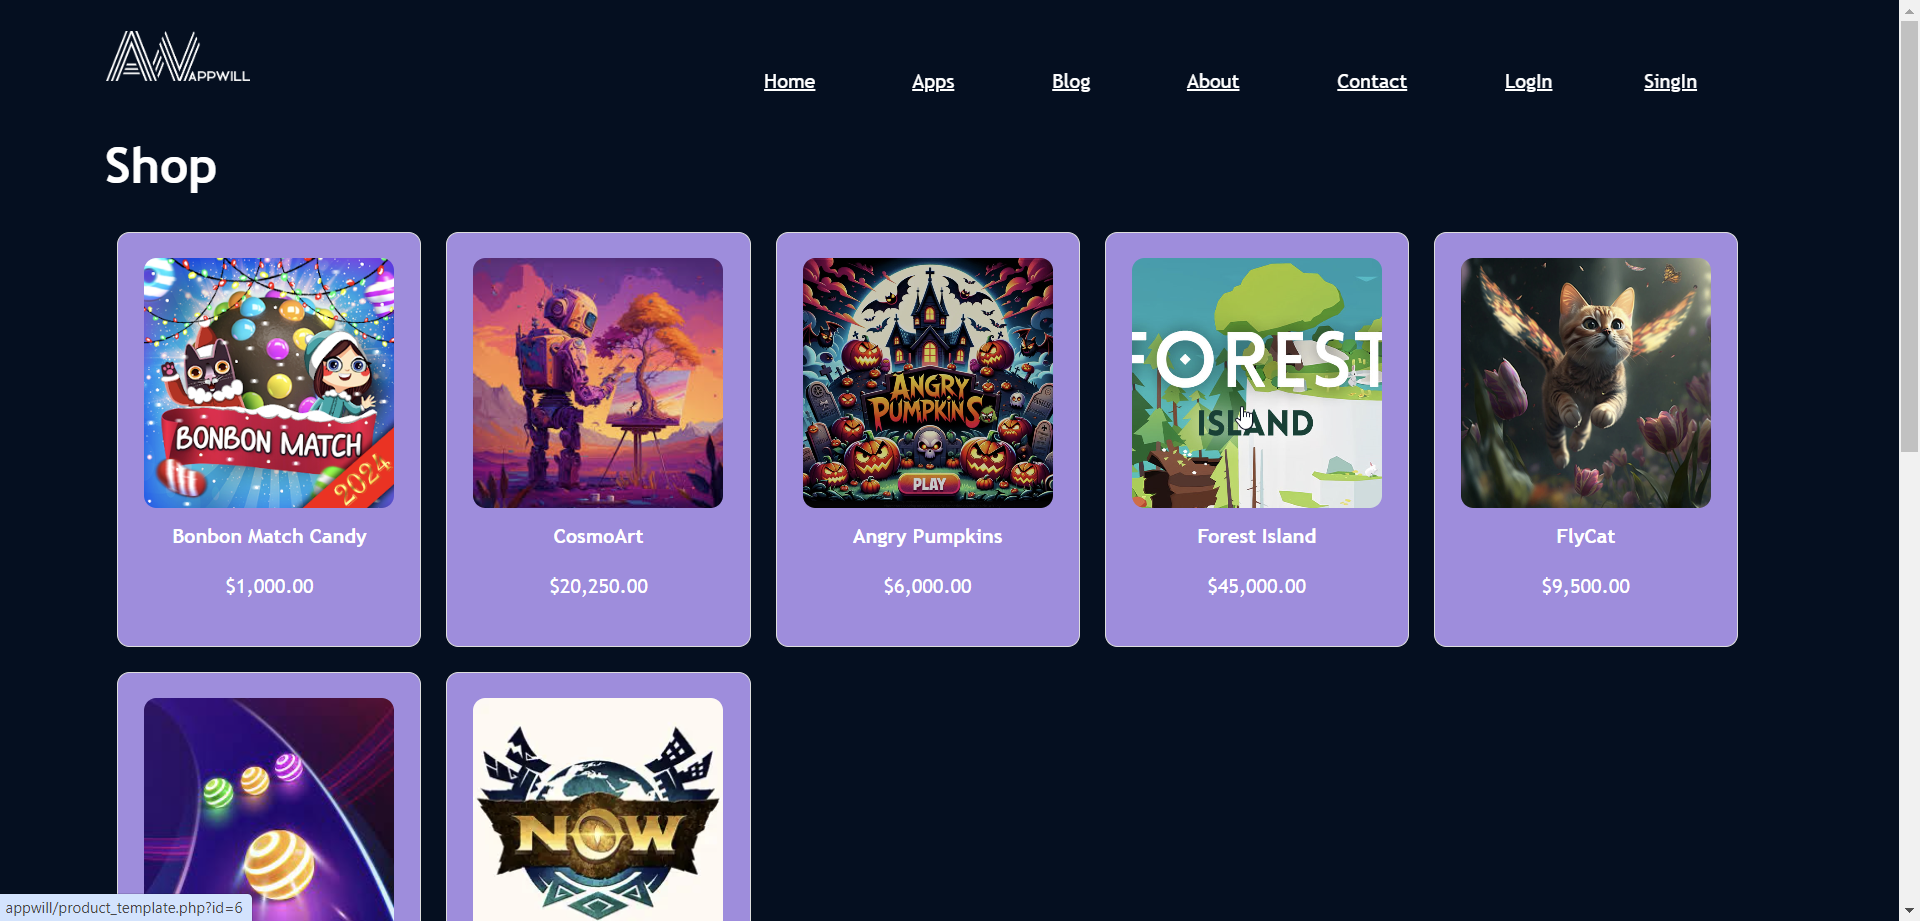 AW APPWILL
Home Apps Blog About Contact LogIn SingIn
Shop
BONBON MATCH
2024
ANGRY
PUMPKINS
PLAY
FOREST
ISLAND
Bonbon Match Candy
$1,000.00
CosmoArt
$20,250.00
Angry Pumpkins
$6,000.00
Forest Island
$45,000.00
FlyCat
$9,500.00
NOW
appwill/product_template.php?id=6